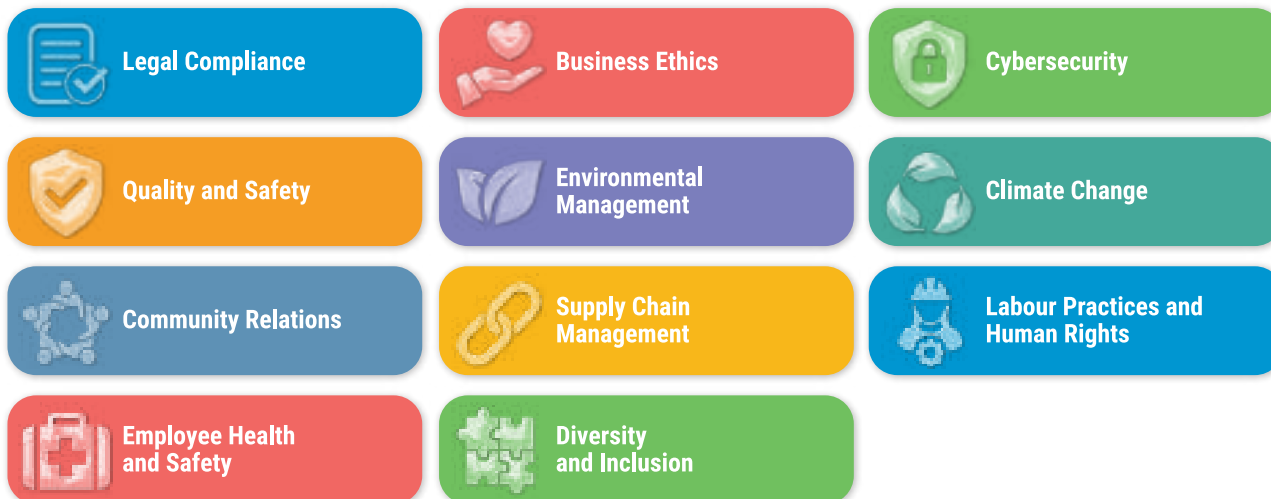 Legal Compliance
Business Ethics
Cybersecurity
Quality and Safety
Environmental
Management
Climate Change
Community Relations
Supply Chain
Management
Labour Practices and
Human Rights
Employee Health
and Safety
Diversity
and Inclusion